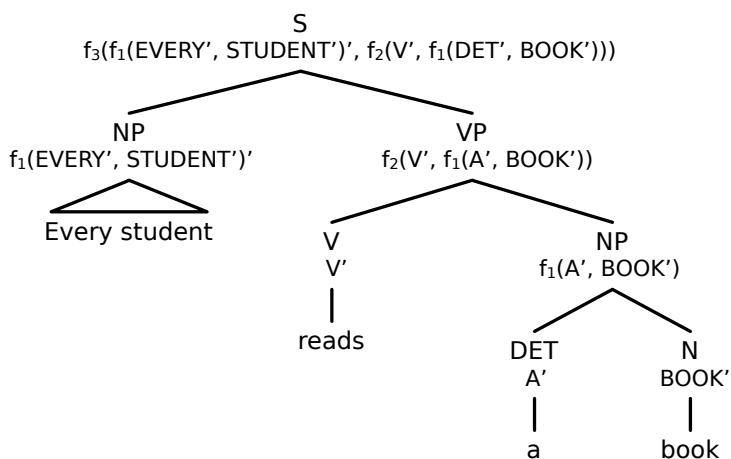 S
f₃(f₁(EVERY’, STUDENT’)’, f₂(V’, f₁(DET’, BOOK’)))
NP VP
f₁(EVERY’, STUDENT’)’ f₂(V’, f₁(A’, BOOK’))
Every student
V NP
V’ f₁(A’, BOOK’)
reads
DET N
A’ BOOK’
a book